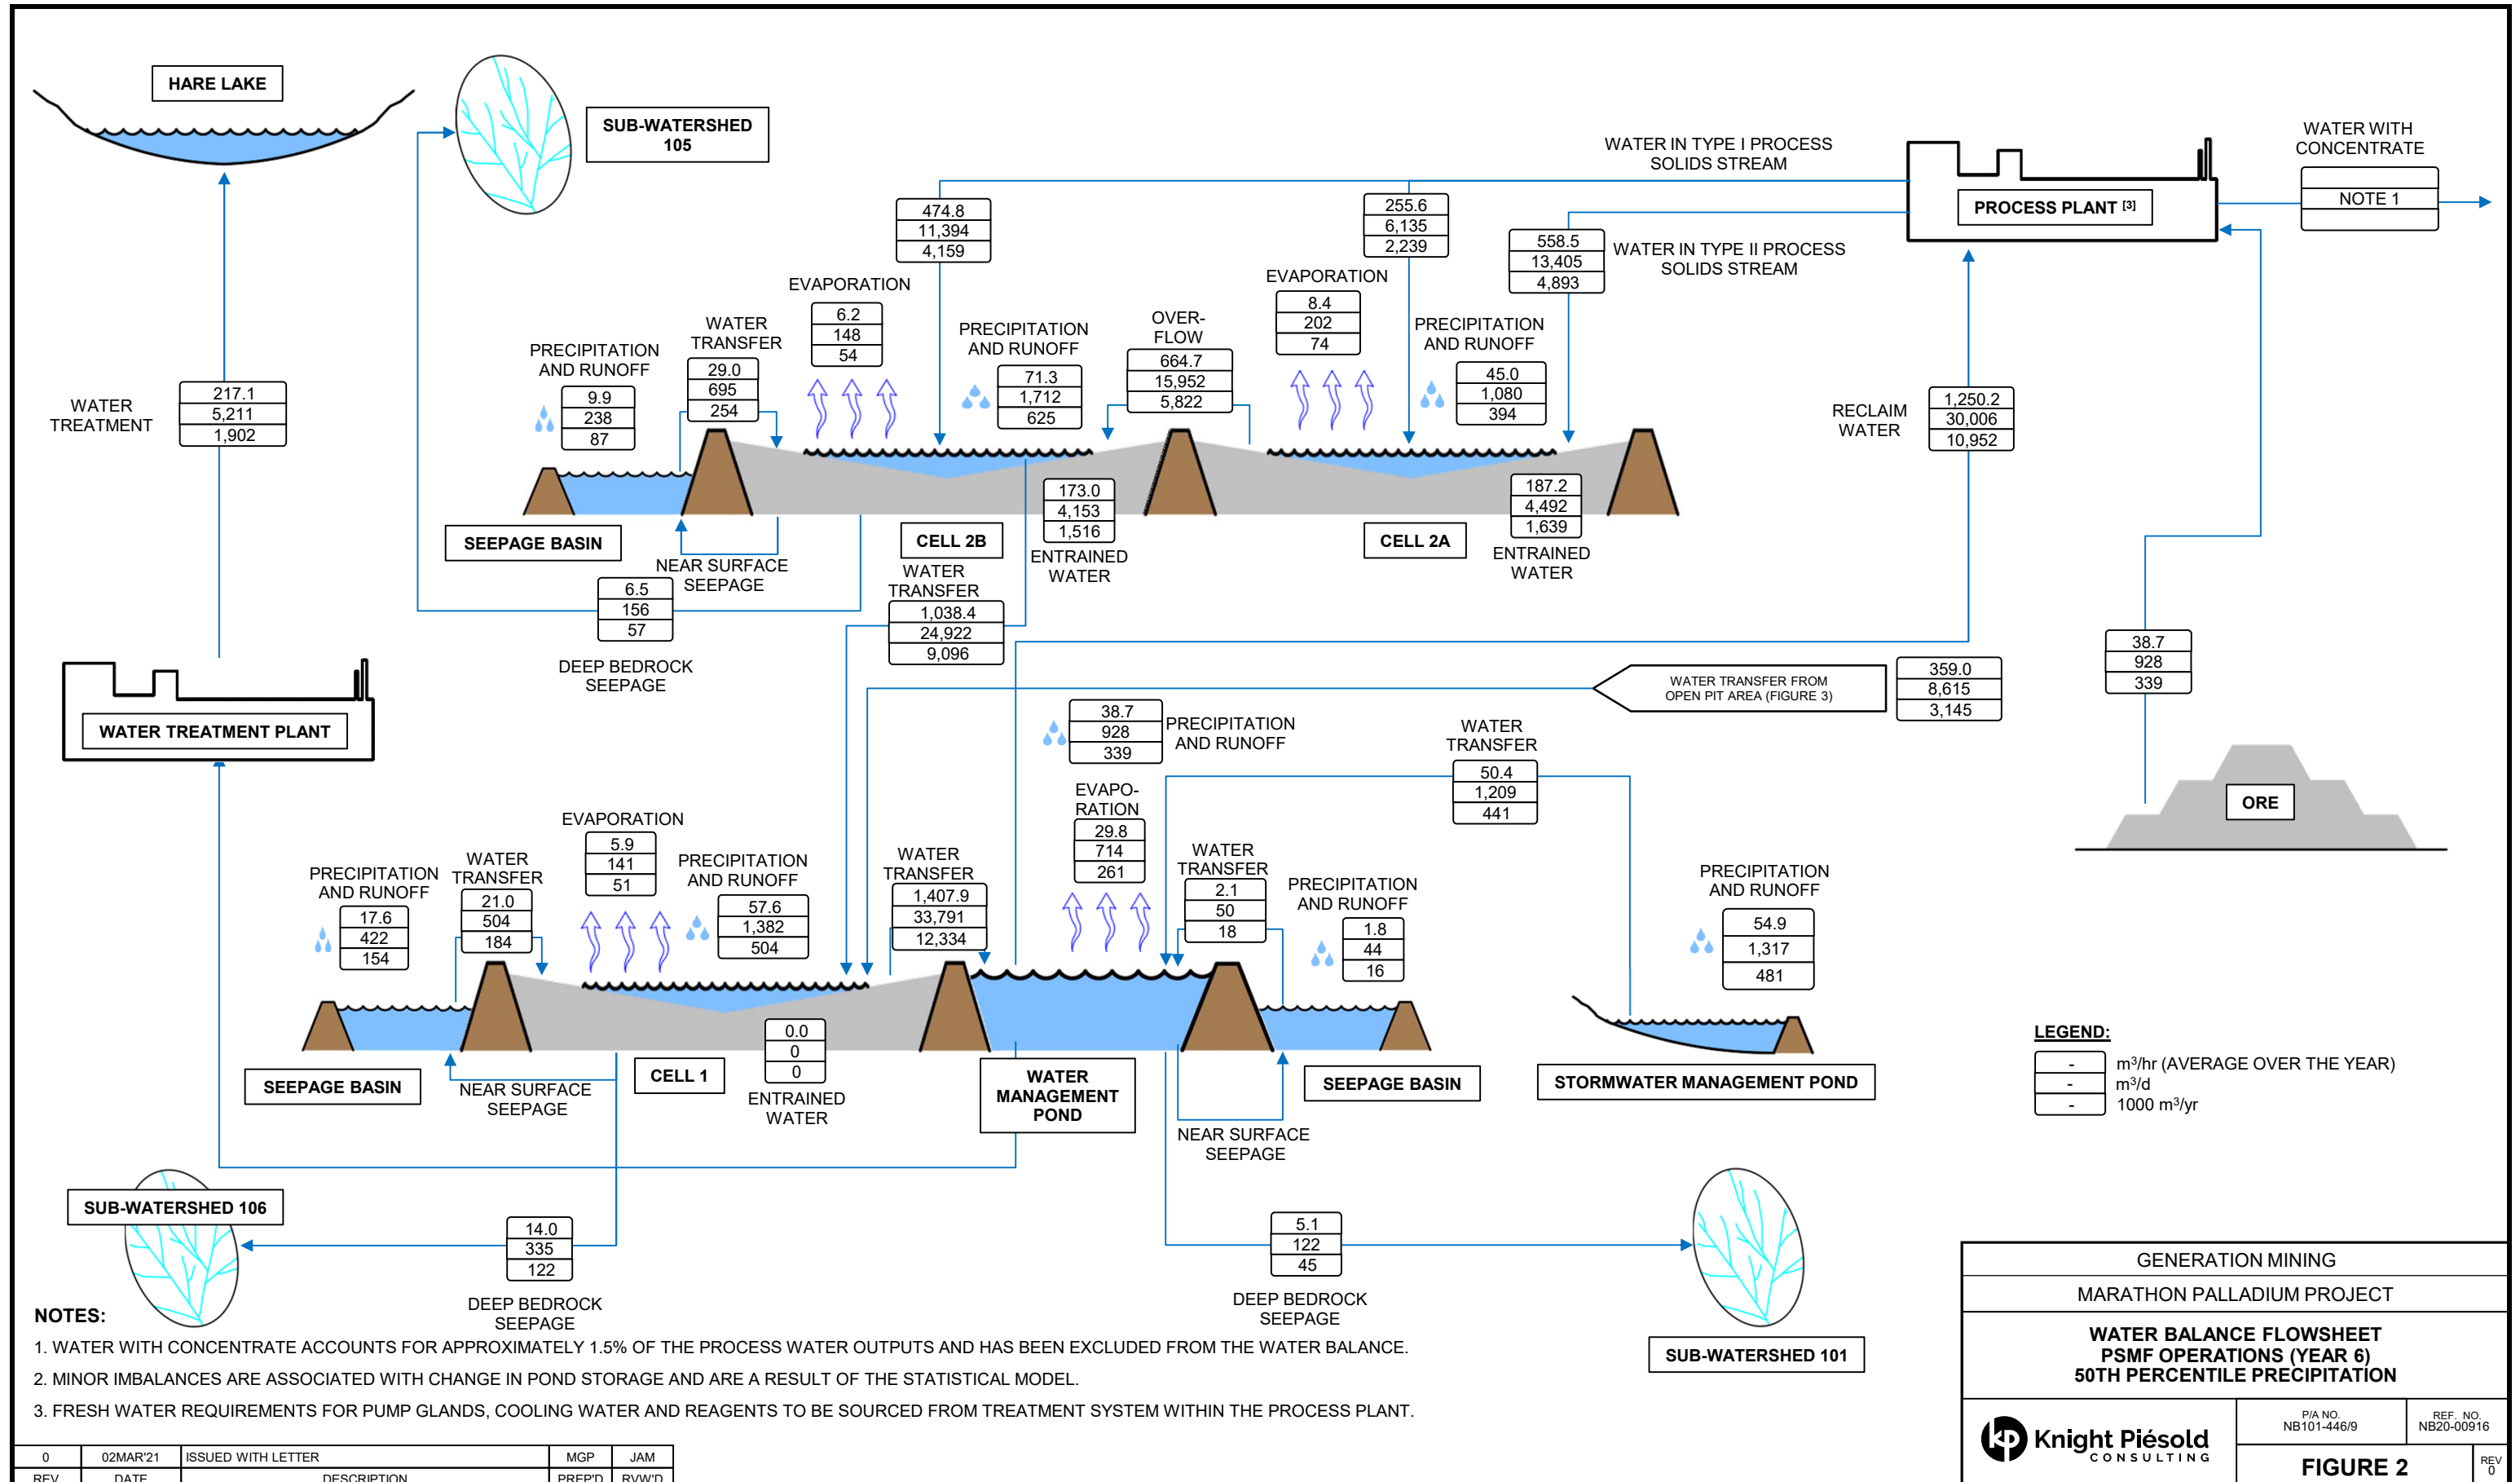 HARE LAKE
SUB-WATERSHED
105
WATER IN TYPE I PROCESS
SOLIDS STREAM
WATER WITH
CONCENTRATE
NOTE 1
PROCESS PLANT [3]
474.8
11,394
4,159
255.6
6,135
2,239
558.5
13,405
4,893
WATER IN TYPE II PROCESS
SOLIDS STREAM
EVAPORATION
6.2
148
54
EVAPORATION
8.4
202
74
WATER
TRANSFER
29.0
695
254
PRECIPITATION
AND RUNOFF
71.3
1,712
625
OVER-
FLOW
664.7
15,952
5,822
PRECIPITATION
AND RUNOFF
45.0
1,080
394
PRECIPITATION
AND RUNOFF
9.9
238
87
WATER
TREATMENT
217.1
5,211
1,902
RECLAIM
WATER
1,250.2
30,006
10,952
173.0
4,153
1,516
ENTRAINED
WATER
187.2
4,492
1,639
ENTRAINED
WATER
SEEPAGE BASIN
CELL 2B
CELL 2A
NEAR SURFACE
SEEPAGE
6.5
156
57
DEEP BEDROCK
SEEPAGE
WATER
TRANSFER
1,038.4
24,922
9,096
38.7
928
339
WATER TRANSFER FROM
OPEN PIT AREA (FIGURE 3)
359.0
8,615
3,145
WATER TREATMENT PLANT
38.7
928
339
PRECIPITATION
AND RUNOFF
WATER
TRANSFER
50.4
1,209
441
ORE
EVAPO-
RATION
29.8
714
261
EVAPORATION
5.9
141
51
PRECIPITATION
AND RUNOFF
17.6
422
154
WATER
TRANSFER
21.0
504
184
PRECIPITATION
AND RUNOFF
57.6
1,382
504
WATER
TRANSFER
1,407.9
33,791
12,334
WATER
TRANSFER
2.1
50
18
PRECIPITATION
AND RUNOFF
1.8
44
16
PRECIPITATION
AND RUNOFF
54.9
1,317
481
0.0
0
0
ENTRAINED
WATER
SEEPAGE BASIN
NEAR SURFACE
SEEPAGE
CELL 1
WATER
MANAGEMENT
POND
SEEPAGE BASIN
STORMWATER MANAGEMENT POND
NEAR SURFACE
SEEPAGE
LEGEND:
- m³/hr (AVERAGE OVER THE YEAR)
- m³/d
- 1000 m³/yr
SUB-WATERSHED 106
14.0
335
122
DEEP BEDROCK
SEEPAGE
5.1
122
45
DEEP BEDROCK
SEEPAGE
SUB-WATERSHED 101
NOTES:
1. WATER WITH CONCENTRATE ACCOUNTS FOR APPROXIMATELY 1.5% OF THE PROCESS WATER OUTPUTS AND HAS BEEN EXCLUDED FROM THE WATER BALANCE.
2. MINOR IMBALANCES ARE ASSOCIATED WITH CHANGE IN POND STORAGE AND ARE A RESULT OF THE STATISTICAL MODEL.
3. FRESH WATER REQUIREMENTS FOR PUMP GLANDS, COOLING WATER AND REAGENTS TO BE SOURCED FROM TREATMENT SYSTEM WITHIN THE PROCESS PLANT.
0 02MAR'21 ISSUED WITH LETTER MGP JAM
REV DATE DESCRIPTION PREP'D RVW'D
GENERATION MINING
MARATHON PALLADIUM PROJECT
WATER BALANCE FLOWSHEET
PSMF OPERATIONS (YEAR 6)
50TH PERCENTILE PRECIPITATION
kp Knight Piésold
CONSULTING
P/A NO.
NB101-446/9
REF. NO.
NB20-00916
FIGURE 2
REV
0